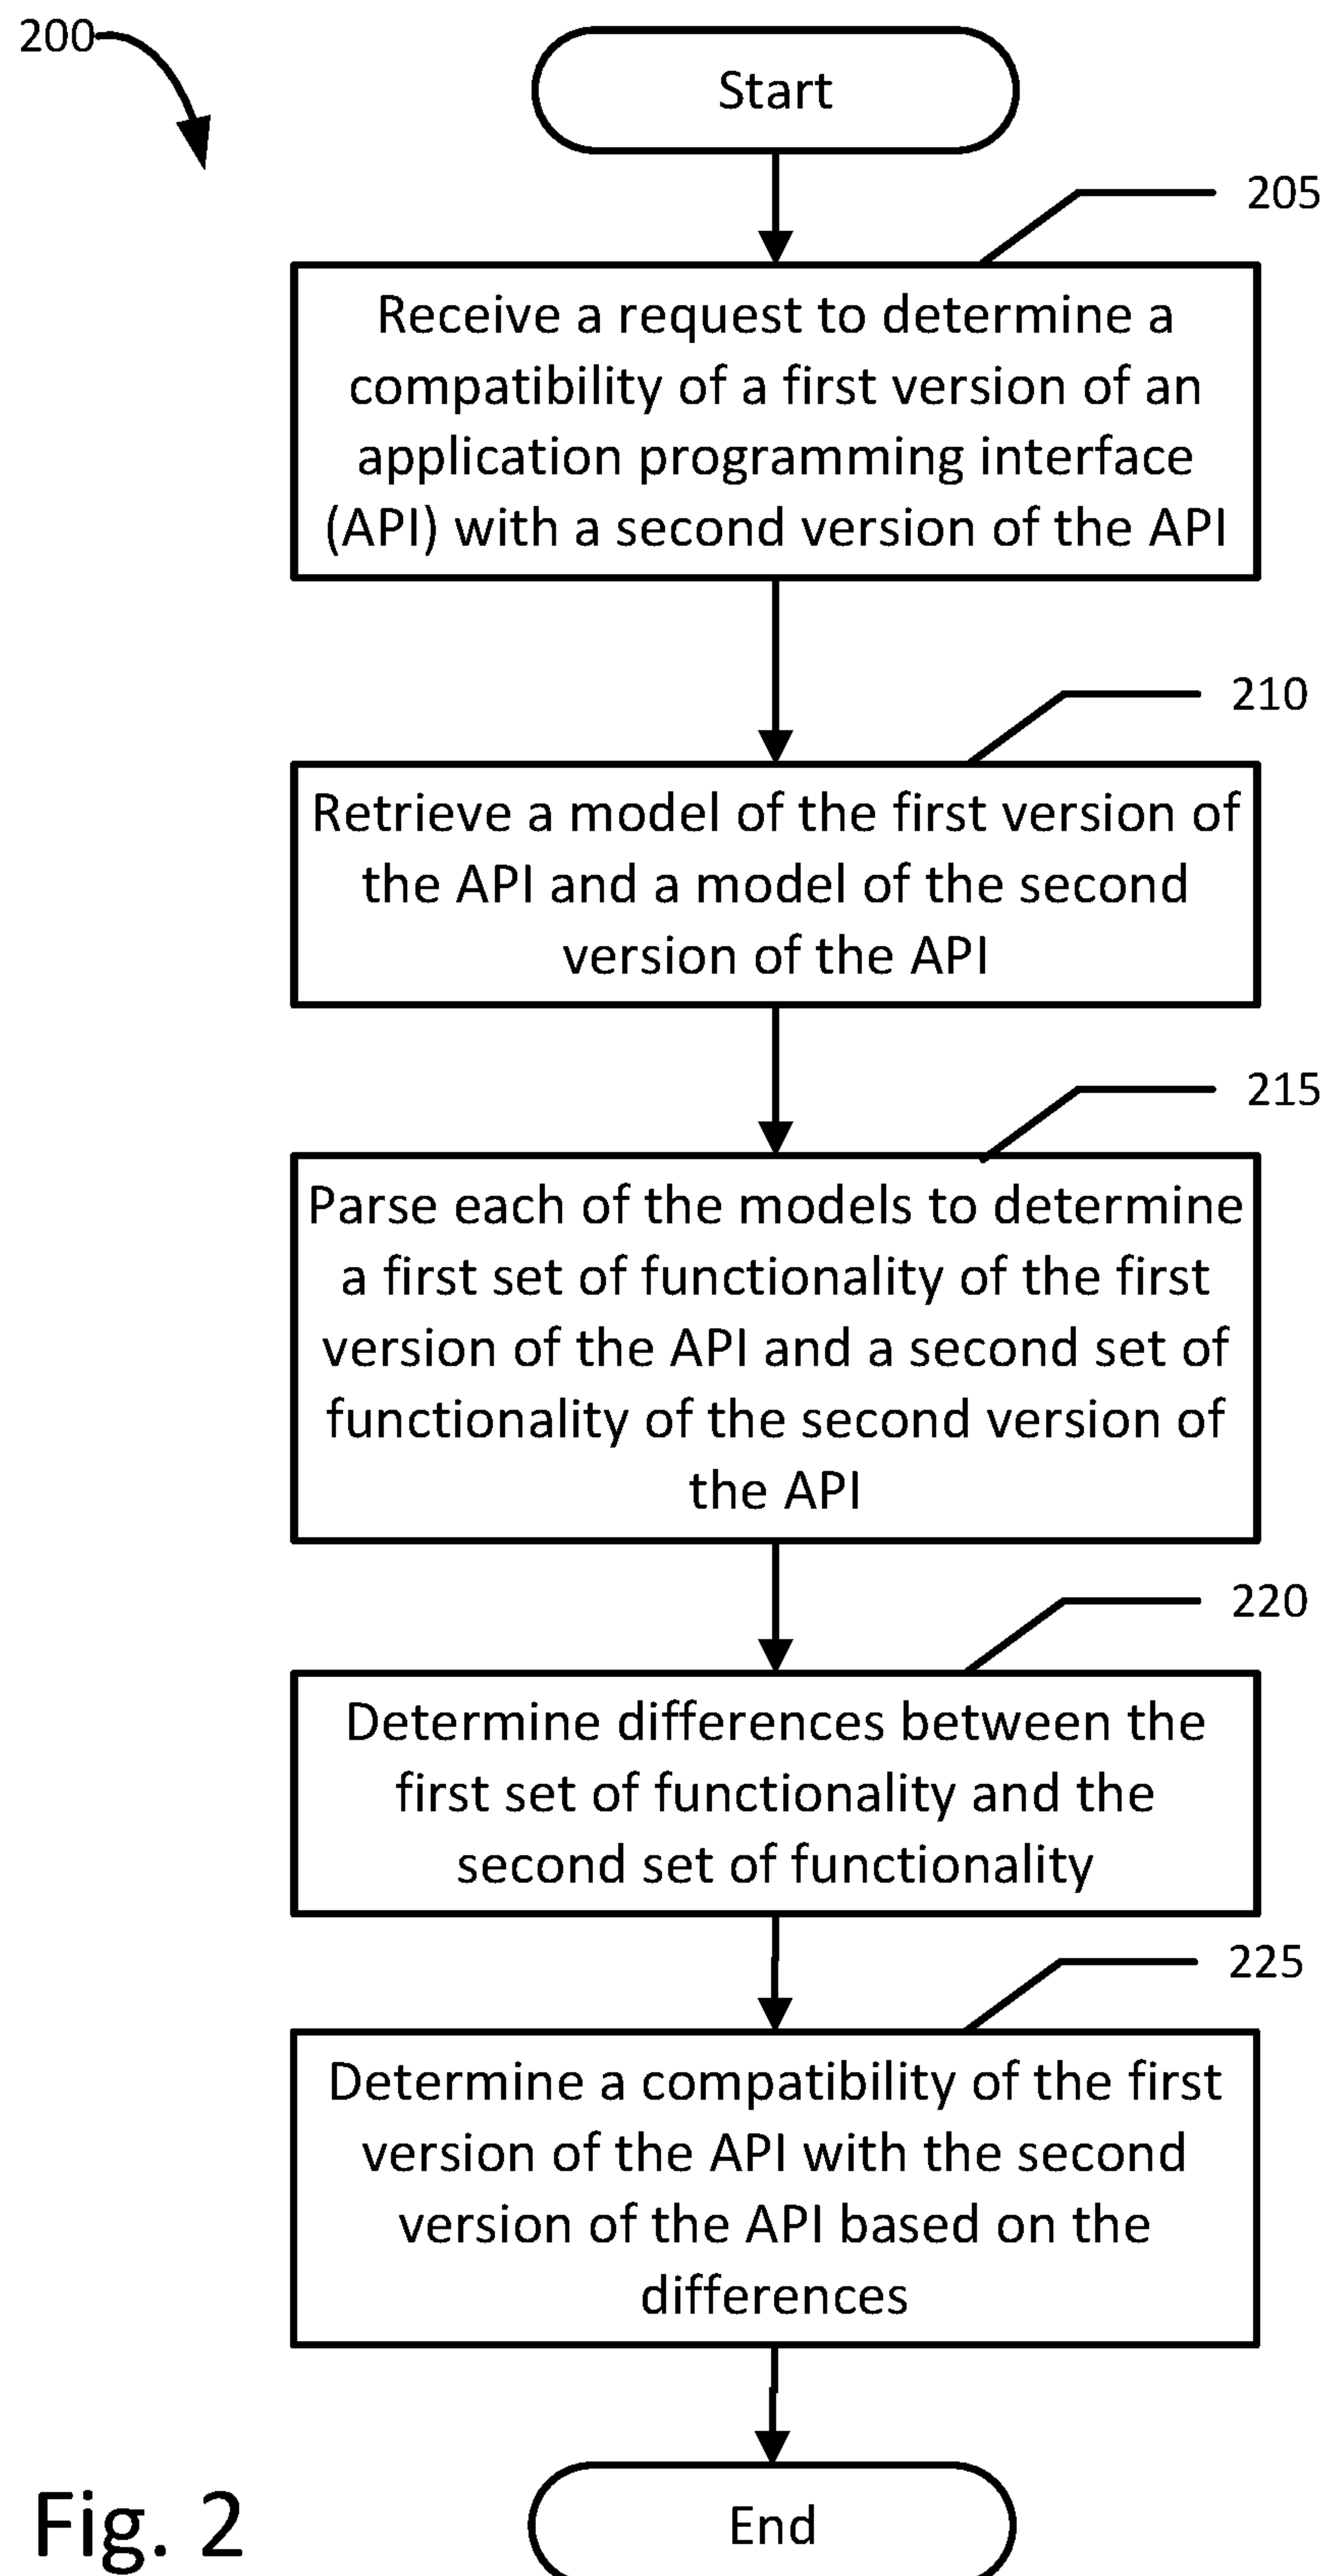 200
Start
205
Receive a request to determine a
compatibility of a first version of an
application programming interface
(API) with a second version of the API
210
Retrieve a model of the first version of
the API and a model of the second
version of the API
215
Parse each of the models to determine
a first set of functionality of the first
version of the API and a second set of
functionality of the second version of
the API
220
Determine differences between the
first set of functionality and the
second set of functionality
225
Determine a compatibility of the first
version of the API with the second
version of the API based on the
differences
End
Fig. 2